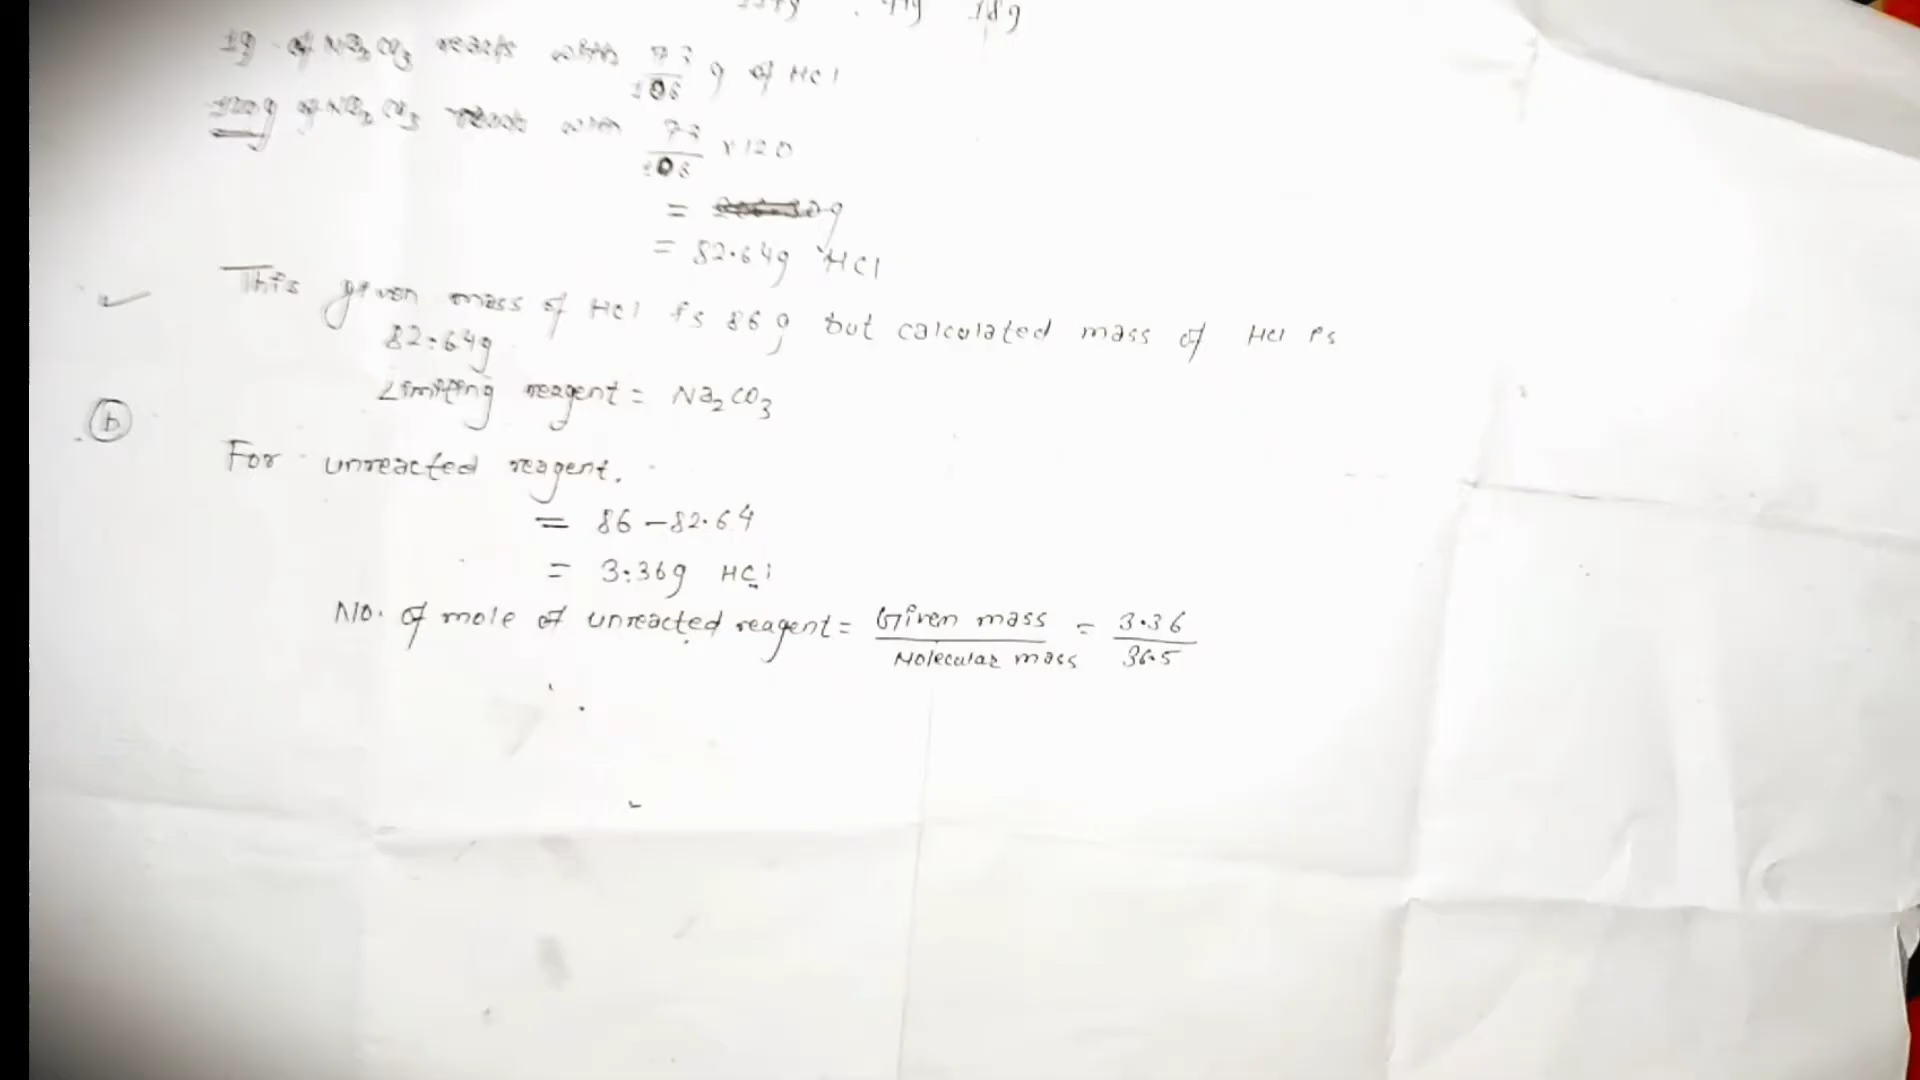 18g
1g of Na2CO3 reacts with 73/106 g of HCl
120g of Na2CO3 react with 73/106 x120
=
= 82.64g HCl
This given mass of HCl is 86g but calculated mass of HCl is
82.64g
Limiting reagent = Na2CO3
(b)
For unreacted reagent.
= 86 - 82.64
= 3.36g HCl
No. of mole of unreacted reagent = Given mass/Molecular mass = 3.36/36.5